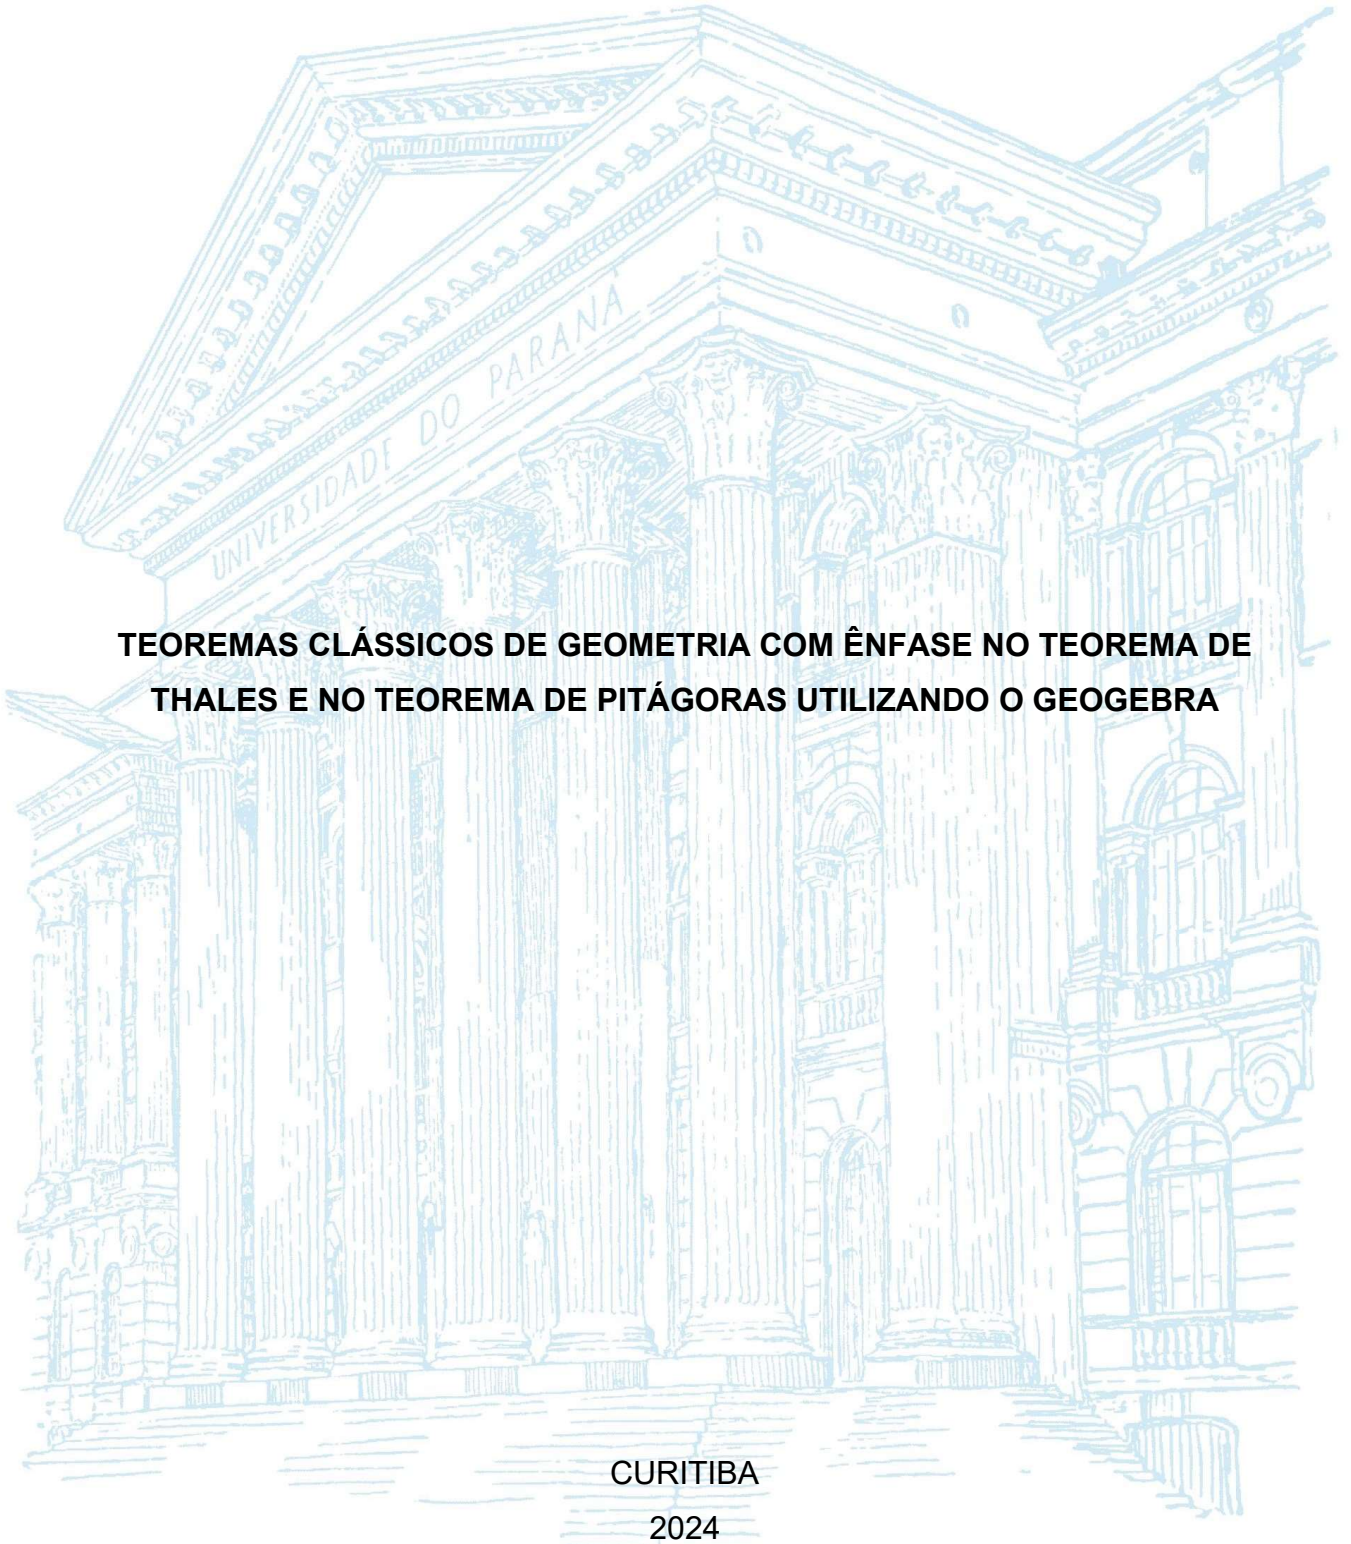 UNIVERSIDADE DO PARANÁ
TEOREMAS CLÁSSICOS DE GEOMETRIA COM ÊNFASE NO TEOREMA DE
THALES E NO TEOREMA DE PITÁGORAS UTILIZANDO O GEOGEBRA
CURITIBA
2024